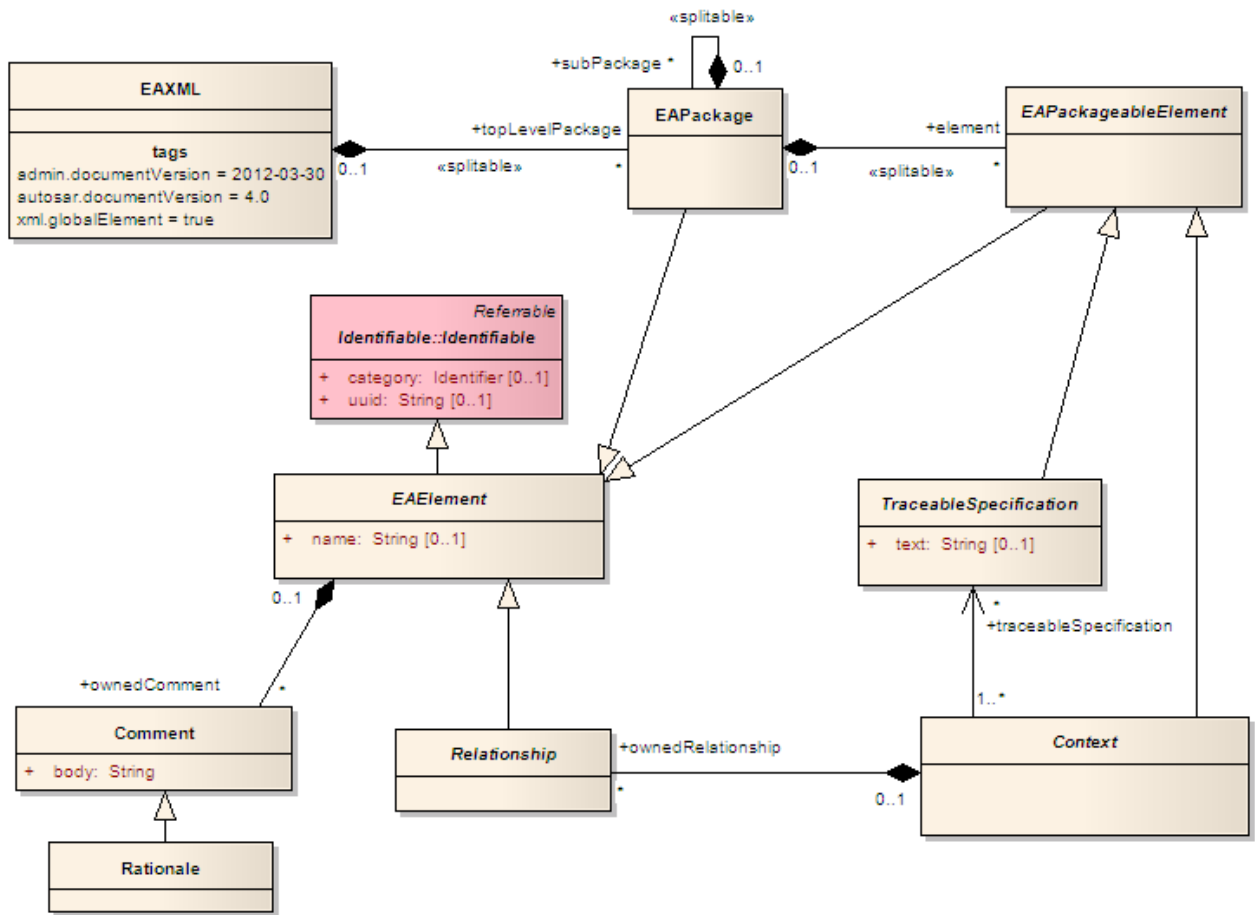 «splitable»
+subPackage *
0..1
EAXML
tags
admin.documentVersion = 2012-03-30
autosar.documentVersion = 4.0
xml.globalElement = true
+topLevelPackage
0..1
«splitable»
*
EAPackage
+element
0..1
«splitable»
*
EAPackageableElement
Referrable
Identifiable::Identifiable
+ category: Identifier [0..1]
+ uuid: String [0..1]
EAElement
+ name: String [0..1]
TraceableSpecification
+ text: String [0..1]
0..1
*
+traceableSpecification
+ownedComment
*
1..*
Comment
+ body: String
Relationship
+ownedRelationship
*
0..1
Context
Rationale